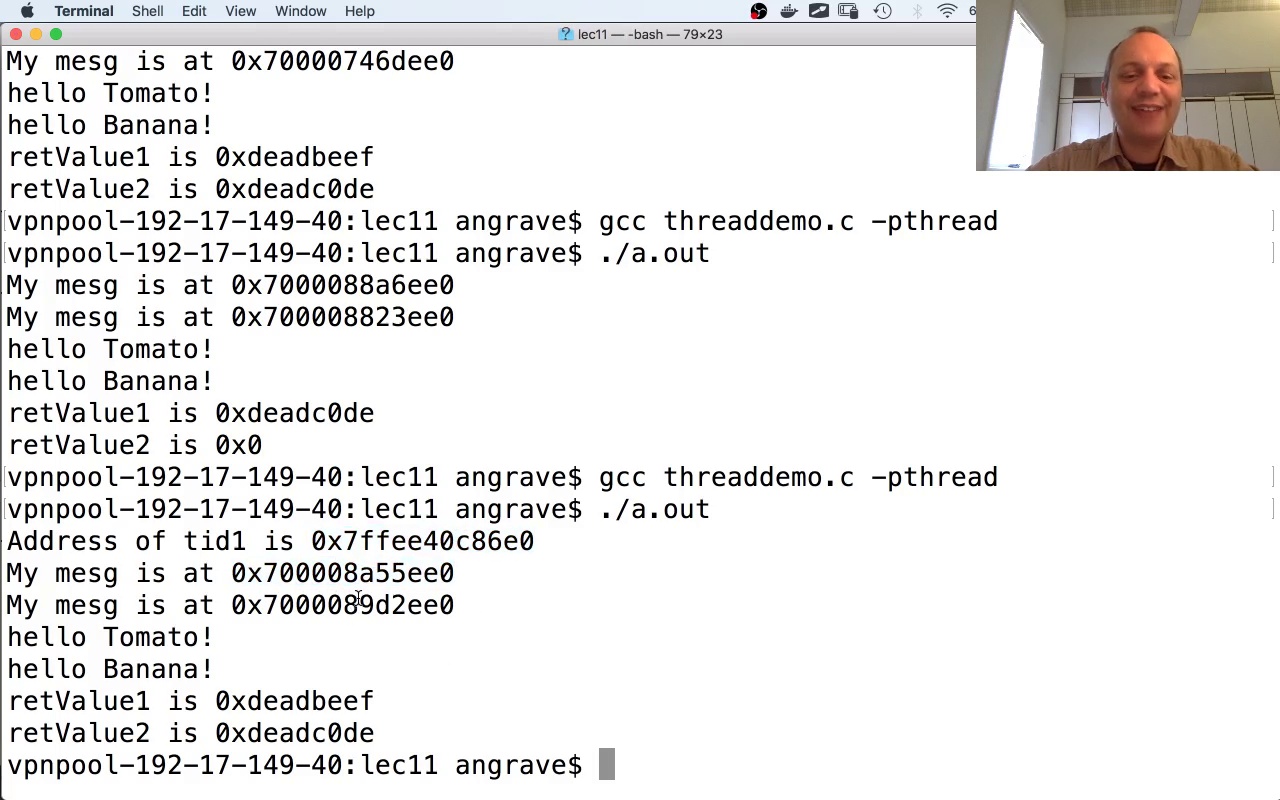 Terminal Shell Edit View Window Help 6
lec11 — -bash — 79×23
My mesg is at 0x70000746dee0
hello Tomato!
hello Banana!
retValue1 is 0xdeadbeef
retValue2 is 0xdeadc0de
vpnpool-192-17-149-40:lec11 angrave$ gcc threaddemo.c -pthread
vpnpool-192-17-149-40:lec11 angrave$ ./a.out
My mesg is at 0x7000088a6ee0
My mesg is at 0x700008823ee0
hello Tomato!
hello Banana!
retValue1 is 0xdeadc0de
retValue2 is 0x0
vpnpool-192-17-149-40:lec11 angrave$ gcc threaddemo.c -pthread
vpnpool-192-17-149-40:lec11 angrave$ ./a.out
Address of tid1 is 0x7ffee40c86e0
My mesg is at 0x700008a55ee0
My mesg is at 0x7000089d2ee0
hello Tomato!
hello Banana!
retValue1 is 0xdeadbeef
retValue2 is 0xdeadc0de
vpnpool-192-17-149-40:lec11 angrave$